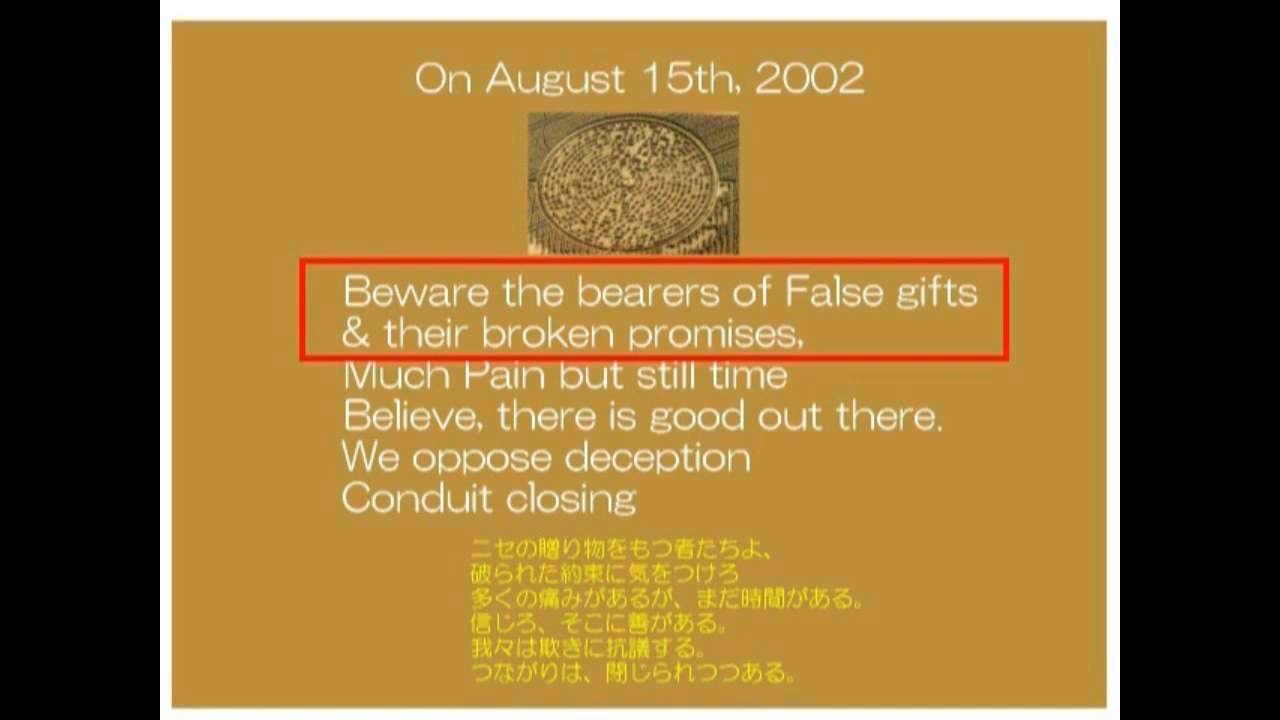 On August 15th, 2002
Beware the bearers of False gifts
& their broken promises,
Much Pain but still time
Believe, there is good out there.
We oppose deception
Conduit closing
ニセの贈り物をもつ者たちよ、
破られた約束に気をつけろ
多くの痛みがあるが、まだ時間がある。
信じろ、そこに善がある。
我々は欺きに抗議する。
つながりは、閉じられつつある。